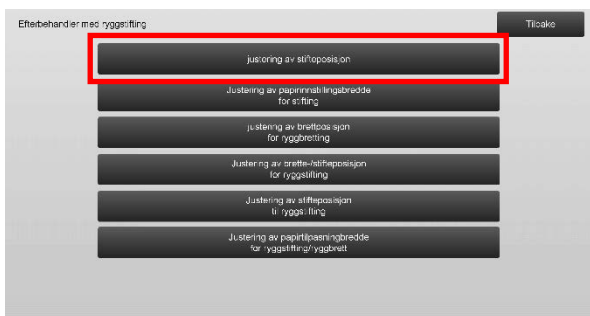 Efterbehandler med ryggstifting
Tilbake
justering av stifteposisjon
Justering av papirinnstillingsbredde
for stifting
justering av brettposisjon
for ryggbretting
Justering av brette-/stifteposisjon
for ryggstifting
Justering av stifteposisjon
til ryggstifting
Justering av papirtilpasningbredde
for ryggstifting/ryggbrett